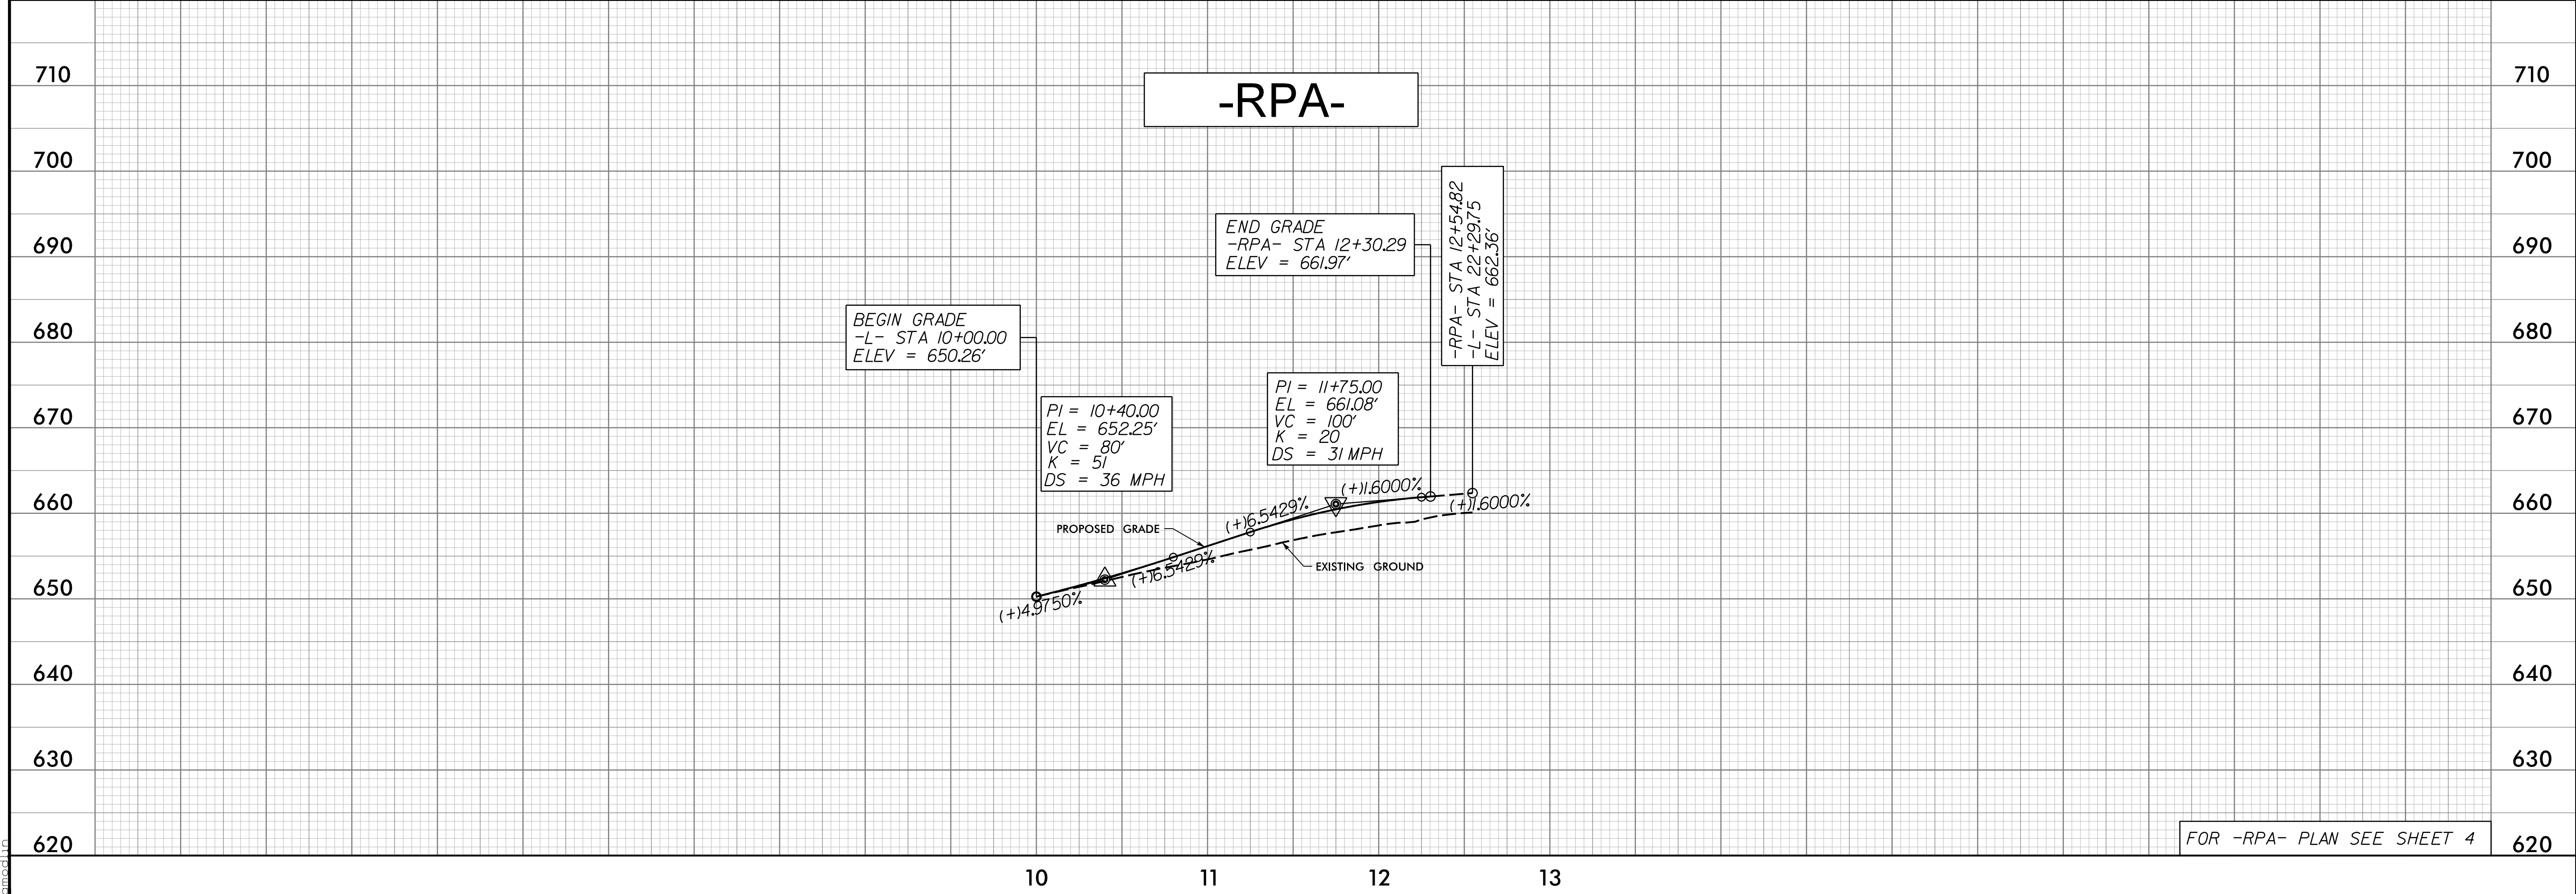 -RPA-
710 710
700 700
690 690
680 680
670 670
660 660
650 650
640 640
630 630
620 620
BEGIN GRADE
-L- STA 10+00.00
ELEV = 650.26'
PI = 10+40.00
EL = 652.25'
VC = 80'
K = 51
DS = 36 MPH
END GRADE
-RPA- STA 12+30.29
ELEV = 661.97'
PI = 11+75.00
EL = 661.08'
VC = 100'
K = 20
DS = 31 MPH
-RPA- STA 12+54.82
-L- STA 22+29.75
ELEV = 662.36'
(+)4.9750%
(+)6.5429%
(+)6.5429%
(+)1.6000%
(+)1.6000%
PROPOSED GRADE
EXISTING GROUND
FOR -RPA- PLAN SEE SHEET 4
10 11 12 13